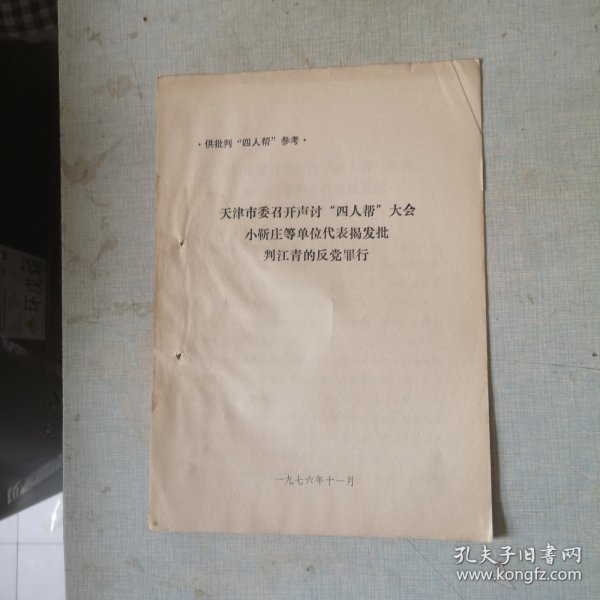 ·供批判“四人帮”参考·
天津市委召开声讨“四人帮”大会
小靳庄等单位代表揭发批
判江青的反党罪行
一九七六年十一月
孔夫子旧书网
www.kongfz.com